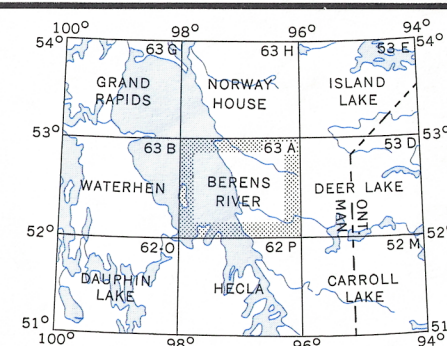 100° 98° 96° 94°
54° 63 G 63 H 53 E 54°
GRAND
RAPIDS
NORWAY
HOUSE
ISLAND
LAKE
53° 63 B 63 A 53 D 53°
WATERHEN
BERENS
RIVER
DEER LAKE
MAN.
ONT.
52° 62-O 62 P 52 M 52°
DAUPHIN
LAKE
HECLA
CARROLL
LAKE
51° 51°
100° 98° 96° 94°